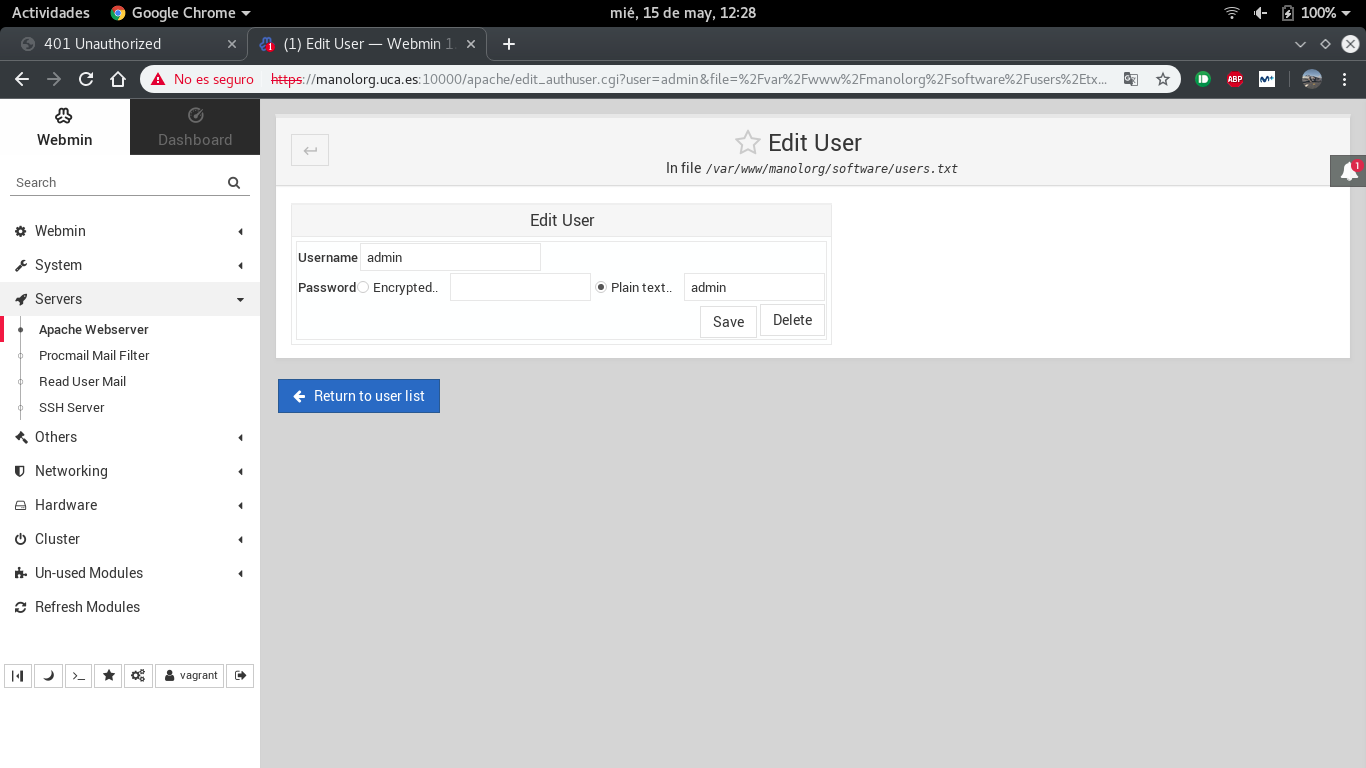 Actividades Google Chrome mié, 15 de may, 12:28 100%
401 Unauthorized (1) Edit User — Webmin 1
No es seguro https://manolorg.uca.es:10000/apache/edit_authuser.cgi?user=admin&file=%2Fvar%2Fwww%2Fmanolorg%2Fsoftware%2Fusers%2Etx... ABP M+
Webmin Dashboard
Search
Webmin
System
Servers
Apache Webserver
Procmail Mail Filter
Read User Mail
SSH Server
Others
Networking
Hardware
Cluster
Un-used Modules
Refresh Modules
vagrant
Edit User
In file /var/www/manolorg/software/users.txt
1
Edit User
Username admin
Password Encrypted.. Plain text.. admin
Save Delete
Return to user list